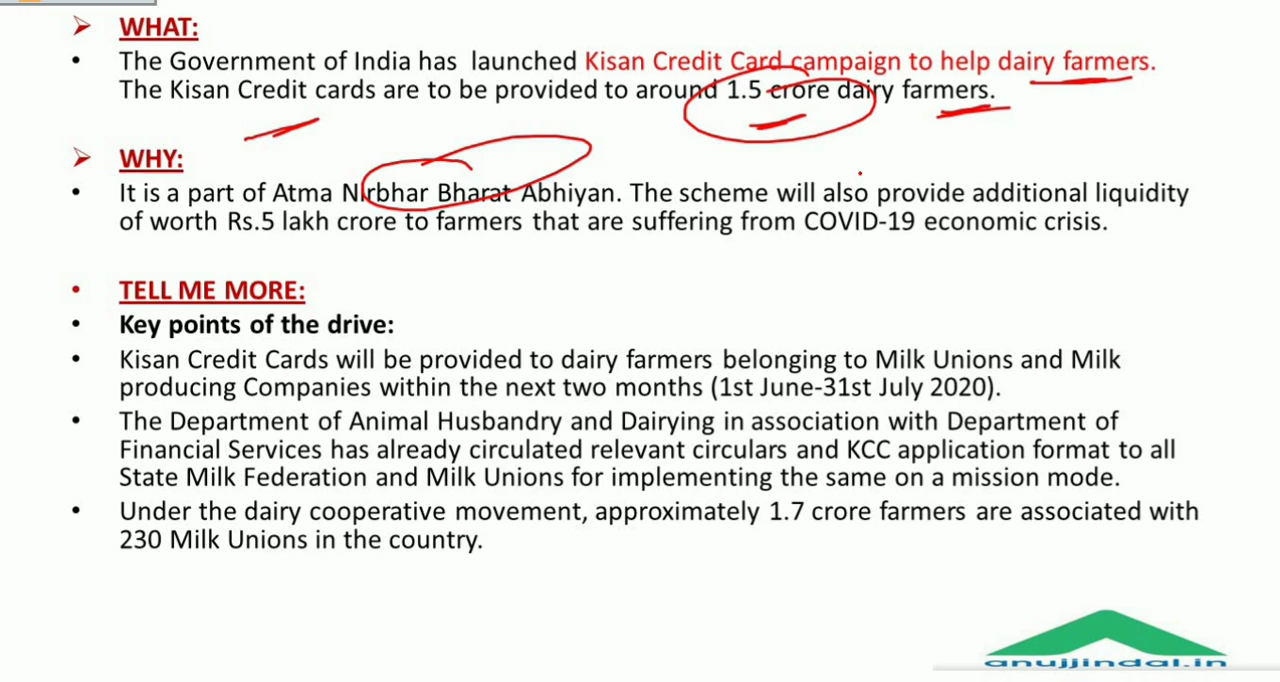 ➢ WHAT:
• The Government of India has launched Kisan Credit Card campaign to help dairy farmers.
The Kisan Credit cards are to be provided to around 1.5 crore dairy farmers.
➢ WHY:
• It is a part of Atma Nirbhar Bharat Abhiyan. The scheme will also provide additional liquidity
of worth Rs.5 lakh crore to farmers that are suffering from COVID-19 economic crisis.
• TELL ME MORE:
• Key points of the drive:
• Kisan Credit Cards will be provided to dairy farmers belonging to Milk Unions and Milk
producing Companies within the next two months (1st June-31st July 2020).
• The Department of Animal Husbandry and Dairying in association with Department of
Financial Services has already circulated relevant circulars and KCC application format to all
State Milk Federation and Milk Unions for implementing the same on a mission mode.
• Under the dairy cooperative movement, approximately 1.7 crore farmers are associated with
230 Milk Unions in the country.
anujjindal.in